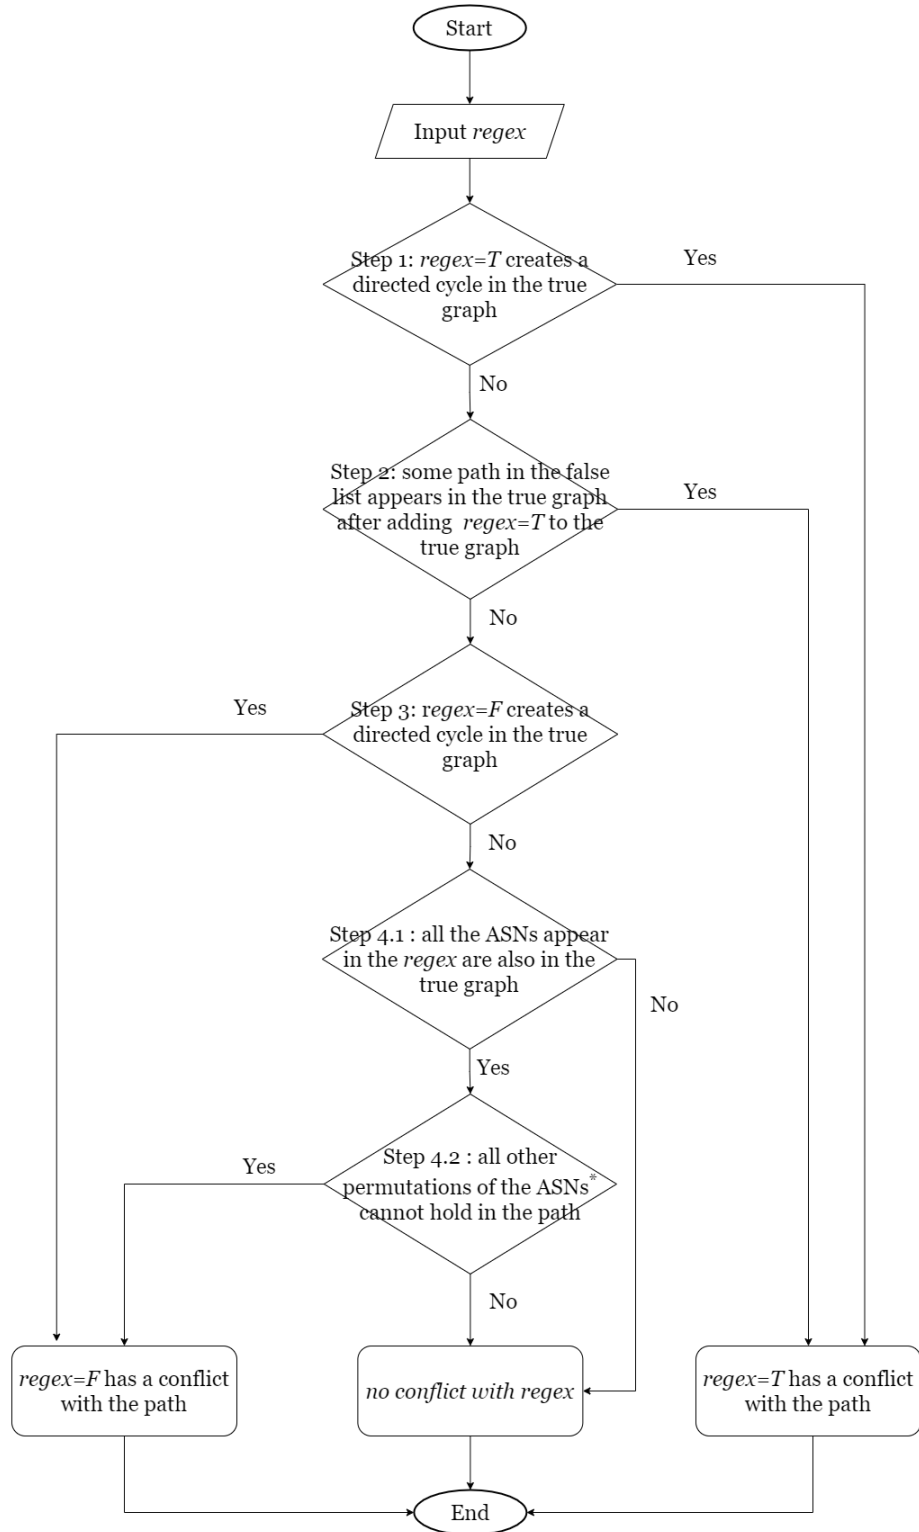 Start
Input regex
Step 1: regex=T creates a
directed cycle in the true
graph
Yes
No
Step 2: some path in the false
list appears in the true graph
after adding regex=T to the
true graph
Yes
No
Step 3: regex=F creates a
directed cycle in the true
graph
Yes
No
Step 4.1 : all the ASNs appear
in the regex are also in the
true graph
No
Yes
Step 4.2 : all other
permutations of the ASNs*
cannot hold in the path
Yes
No
regex=F has a conflict
with the path
no conflict with regex
regex=T has a conflict
with the path
End